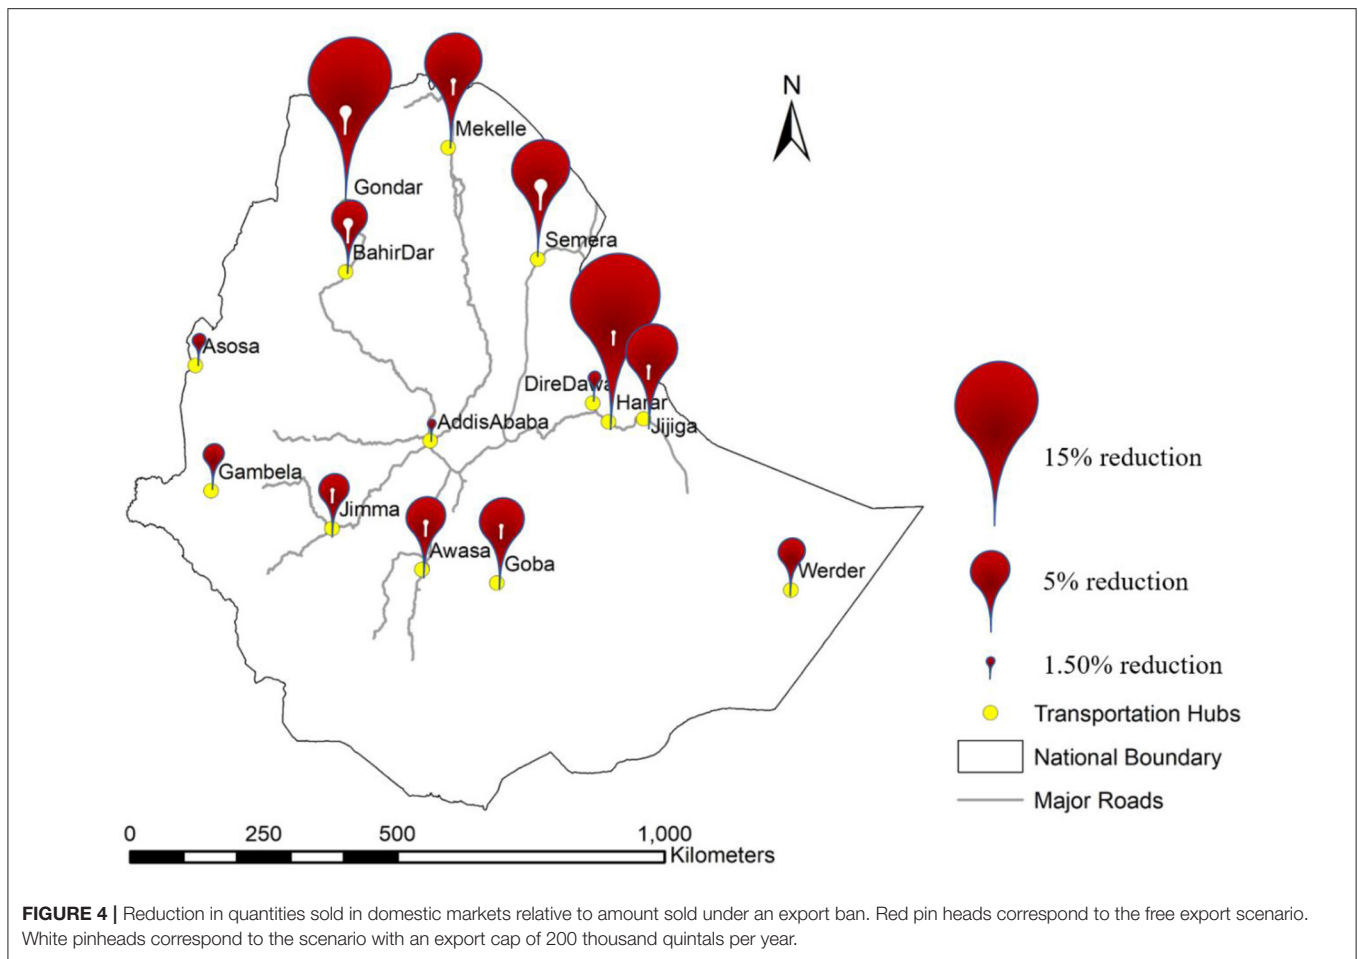 N
Mekelle
Gondar
Semera
BahirDar
Asosa
DireDawa
Harar
AddisAbaba
Jijiga
Gambela
Jimma
Awasa
Goba
Werder
15% reduction
5% reduction
1.50% reduction
Transportation Hubs
National Boundary
Major Roads
0 250 500 1,000
Kilometers
FIGURE 4 | Reduction in quantities sold in domestic markets relative to amount sold under an export ban. Red pin heads correspond to the free export scenario.
White pinheads correspond to the scenario with an export cap of 200 thousand quintals per year.